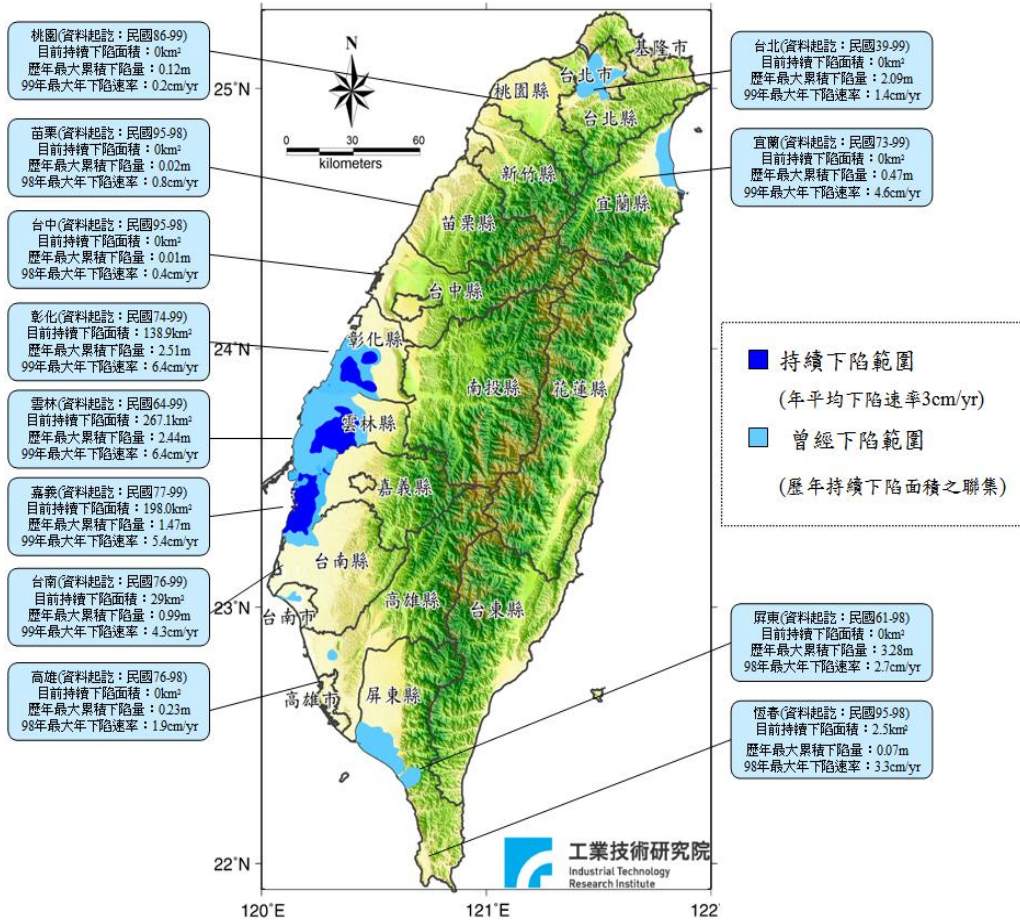 桃園(資料起訖：民國86-99)
目前持續下陷面積：0km²
歷年最大累積下陷量：0.12m
99年最大年下陷速率：0.2cm/yr
苗栗(資料起訖：民國95-98)
目前持續下陷面積：0km²
歷年最大累積下陷量：0.02m
98年最大年下陷速率：0.8cm/yr
台中(資料起訖：民國95-98)
目前持續下陷面積：0km²
歷年最大累積下陷量：0.01m
98年最大年下陷速率：0.4cm/yr
彰化(資料起訖：民國74-99)
目前持續下陷面積：138.9km²
歷年最大累積下陷量：2.51m
99年最大年下陷速率：6.4cm/yr
雲林(資料起訖：民國64-99)
目前持續下陷面積：267.1km²
歷年最大累積下陷量：2.44m
99年最大年下陷速率：6.4cm/yr
嘉義(資料起訖：民國77-99)
目前持續下陷面積：198.0km²
歷年最大累積下陷量：1.47m
99年最大年下陷速率：5.4cm/yr
台南(資料起訖：民國76-99)
目前持續下陷面積：29km²
歷年最大累積下陷量：0.99m
99年最大年下陷速率：4.3cm/yr
高雄(資料起訖：民國76-98)
目前持續下陷面積：0km²
歷年最大累積下陷量：0.23m
98年最大年下陷速率：1.9cm/yr
N
0 30 60
kilometers
25°N
24°N
23°N
22°N
120°E
121°E
122
基隆市
台北市
桃園縣
台北縣
新竹縣
宜蘭縣
苗栗縣
台中縣
彰化縣
南投縣
花蓮縣
雲林縣
嘉義縣
台南縣
高雄縣
台東縣
台南市
高雄市
屏東縣
台北(資料起訖：民國39-99)
目前持續下陷面積：0km²
歷年最大累積下陷量：2.09m
99年最大年下陷速率：1.4cm/yr
宜蘭(資料起訖：民國73-99)
目前持續下陷面積：0km²
歷年最大累積下陷量：0.47m
99年最大年下陷速率：4.6cm/yr
持續下陷範圍
(年平均下陷速率3cm/yr)
曾經下陷範圍
(歷年持續下陷面積之聯集)
屏東(資料起訖：民國61-98)
目前持續下陷面積：0km²
歷年最大累積下陷量：3.28m
98年最大年下陷速率：2.7cm/yr
恆春(資料起訖：民國95-98)
目前持續下陷面積：2.5km²
歷年最大累積下陷量：0.07m
98年最大年下陷速率：3.3cm/yr
工業技術研究院
Industrial Technology
Research Institute